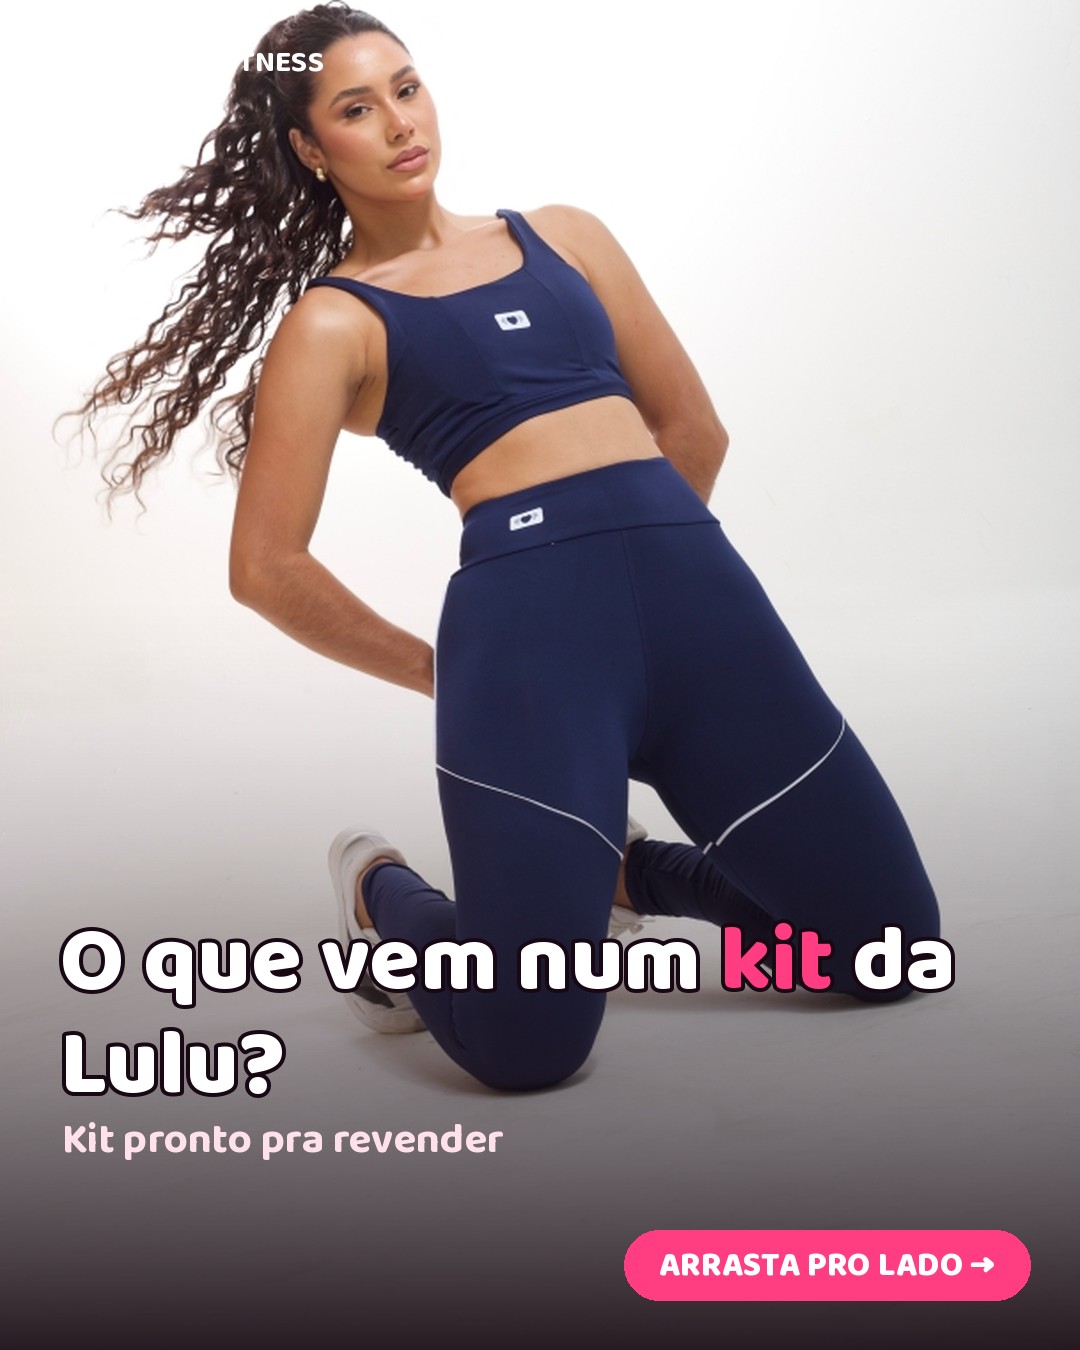 TNESS
O que vem num kit da
Lulu?
Kit pronto pra revender
ARRASTA PRO LADO →